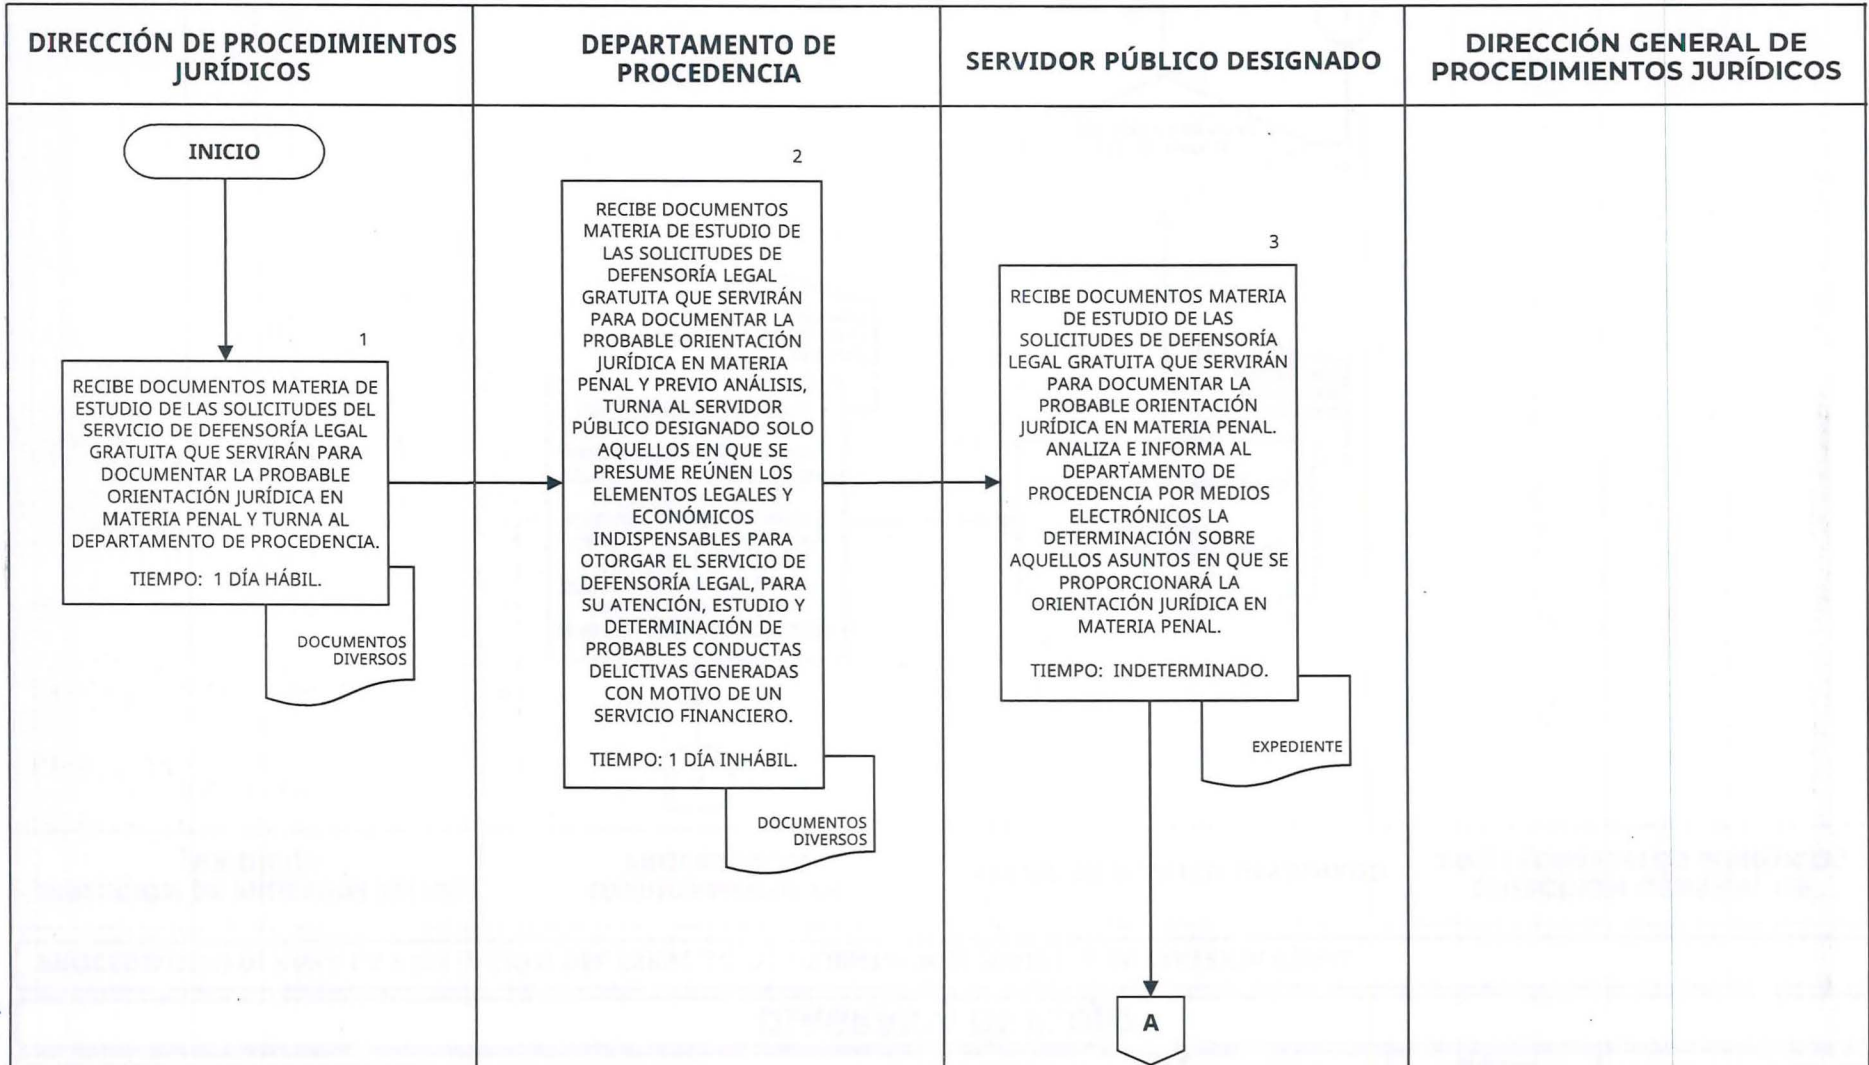 DIRECCIÓN DE PROCEDIMIENTOS
JURÍDICOS
DEPARTAMENTO DE
PROCEDENCIA
SERVIDOR PÚBLICO DESIGNADO
DIRECCIÓN GENERAL DE
PROCEDIMIENTOS JURÍDICOS
INICIO
1
RECIBE DOCUMENTOS MATERIA DE
ESTUDIO DE LAS SOLICITUDES DEL
SERVICIO DE DEFENSORÍA LEGAL
GRATUITA QUE SERVIRÁN PARA
DOCUMENTAR LA PROBABLE
ORIENTACIÓN JURÍDICA EN
MATERIA PENAL Y TURNA AL
DEPARTAMENTO DE PROCEDENCIA.
TIEMPO: 1 DÍA HÁBIL.
DOCUMENTOS
DIVERSOS
2
RECIBE DOCUMENTOS
MATERIA DE ESTUDIO DE
LAS SOLICITUDES DE
DEFENSORÍA LEGAL
GRATUITA QUE SERVIRÁN
PARA DOCUMENTAR LA
PROBABLE ORIENTACIÓN
JURÍDICA EN MATERIA
PENAL Y PREVIO ANÁLISIS,
TURNA AL SERVIDOR
PÚBLICO DESIGNADO SOLO
AQUELLOS EN QUE SE
PRESUME REÚNEN LOS
ELEMENTOS LEGALES Y
ECONÓMICOS
INDISPENSABLES PARA
OTORGAR EL SERVICIO DE
DEFENSORÍA LEGAL, PARA
SU ATENCIÓN, ESTUDIO Y
DETERMINACIÓN DE
PROBABLES CONDUCTAS
DELICTIVAS GENERADAS
CON MOTIVO DE UN
SERVICIO FINANCIERO.
TIEMPO: 1 DÍA INHÁBIL.
DOCUMENTOS
DIVERSOS
3
RECIBE DOCUMENTOS MATERIA
DE ESTUDIO DE LAS
SOLICITUDES DE DEFENSORÍA
LEGAL GRATUITA QUE SERVIRÁN
PARA DOCUMENTAR LA
PROBABLE ORIENTACIÓN
JURÍDICA EN MATERIA PENAL.
ANALIZA E INFORMA AL
DEPARTAMENTO DE
PROCEDENCIA POR MEDIOS
ELECTRÓNICOS LA
DETERMINACIÓN SOBRE
AQUELLOS ASUNTOS EN QUE SE
PROPORCIONARÁ LA
ORIENTACIÓN JURÍDICA EN
MATERIA PENAL.
TIEMPO: INDETERMINADO.
EXPEDIENTE
A